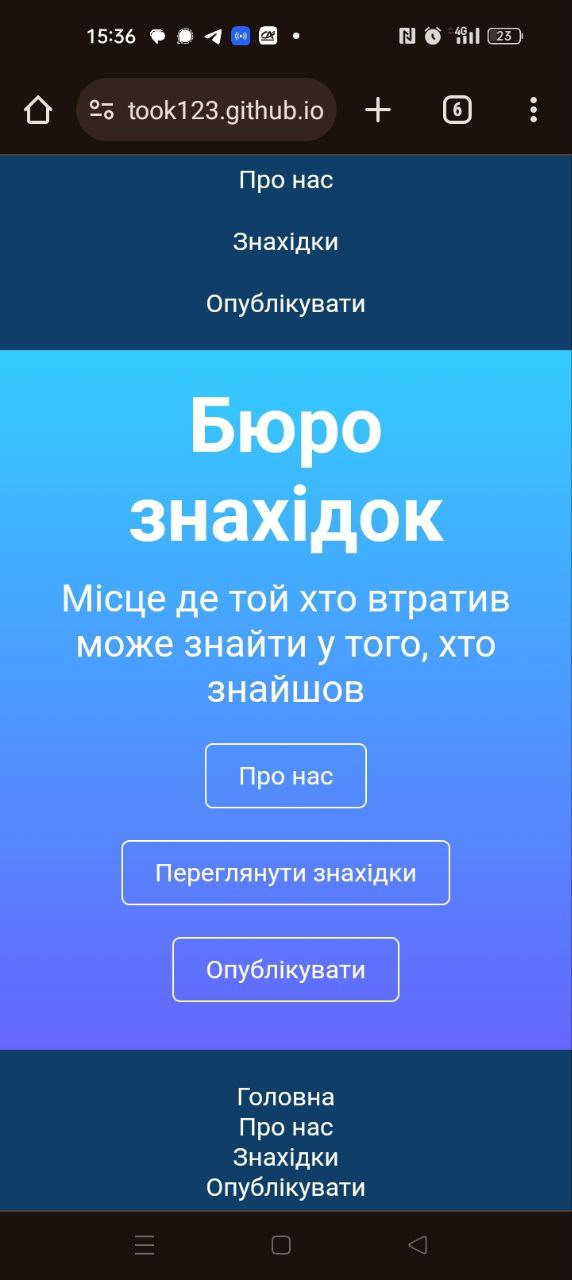 15:36
4G
23
took123.github.io
6
Про нас
Знахідки
Опублікувати
Бюро
знахідок
Місце де той хто втратив
може знайти у того, хто
знайшов
Про нас
Переглянути знахідки
Опублікувати
Головна
Про нас
Знахідки
Опублікувати